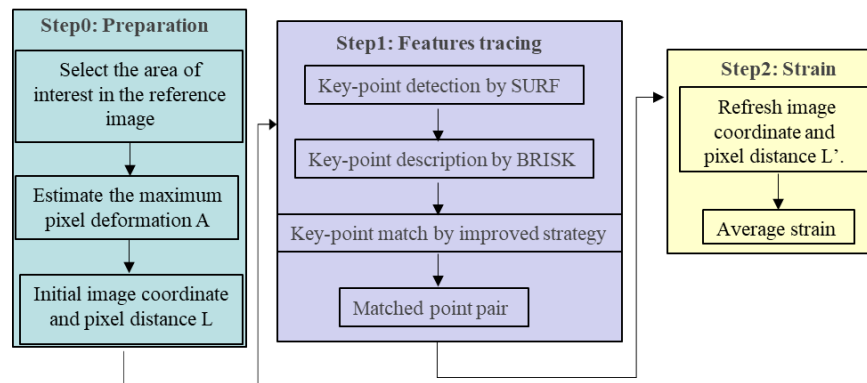 Step0: Preparation
Select the area of
interest in the reference
image
Estimate the maximum
pixel deformation A
Initial image coordinate
and pixel distance L
Step1: Features tracing
Key-point detection by SURF
Key-point description by BRISK
Key-point match by improved strategy
Matched point pair
Step2: Strain
Refresh image
coordinate and
pixel distance L’.
Average strain